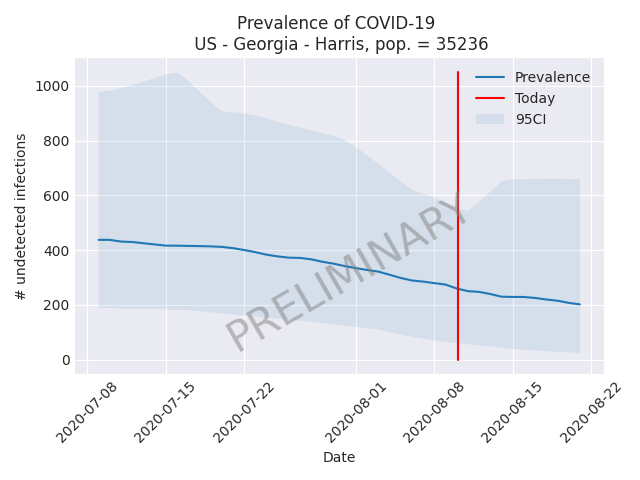 Prevalence of COVID-19
US - Georgia - Harris, pop. = 35236
Prevalence
Today
95CI
1000
800
600
400
200
0
# undetected infections
PRELIMINARY
2020-07-08
2020-07-15
2020-07-22
2020-08-01
2020-08-08
2020-08-15
2020-08-22
Date